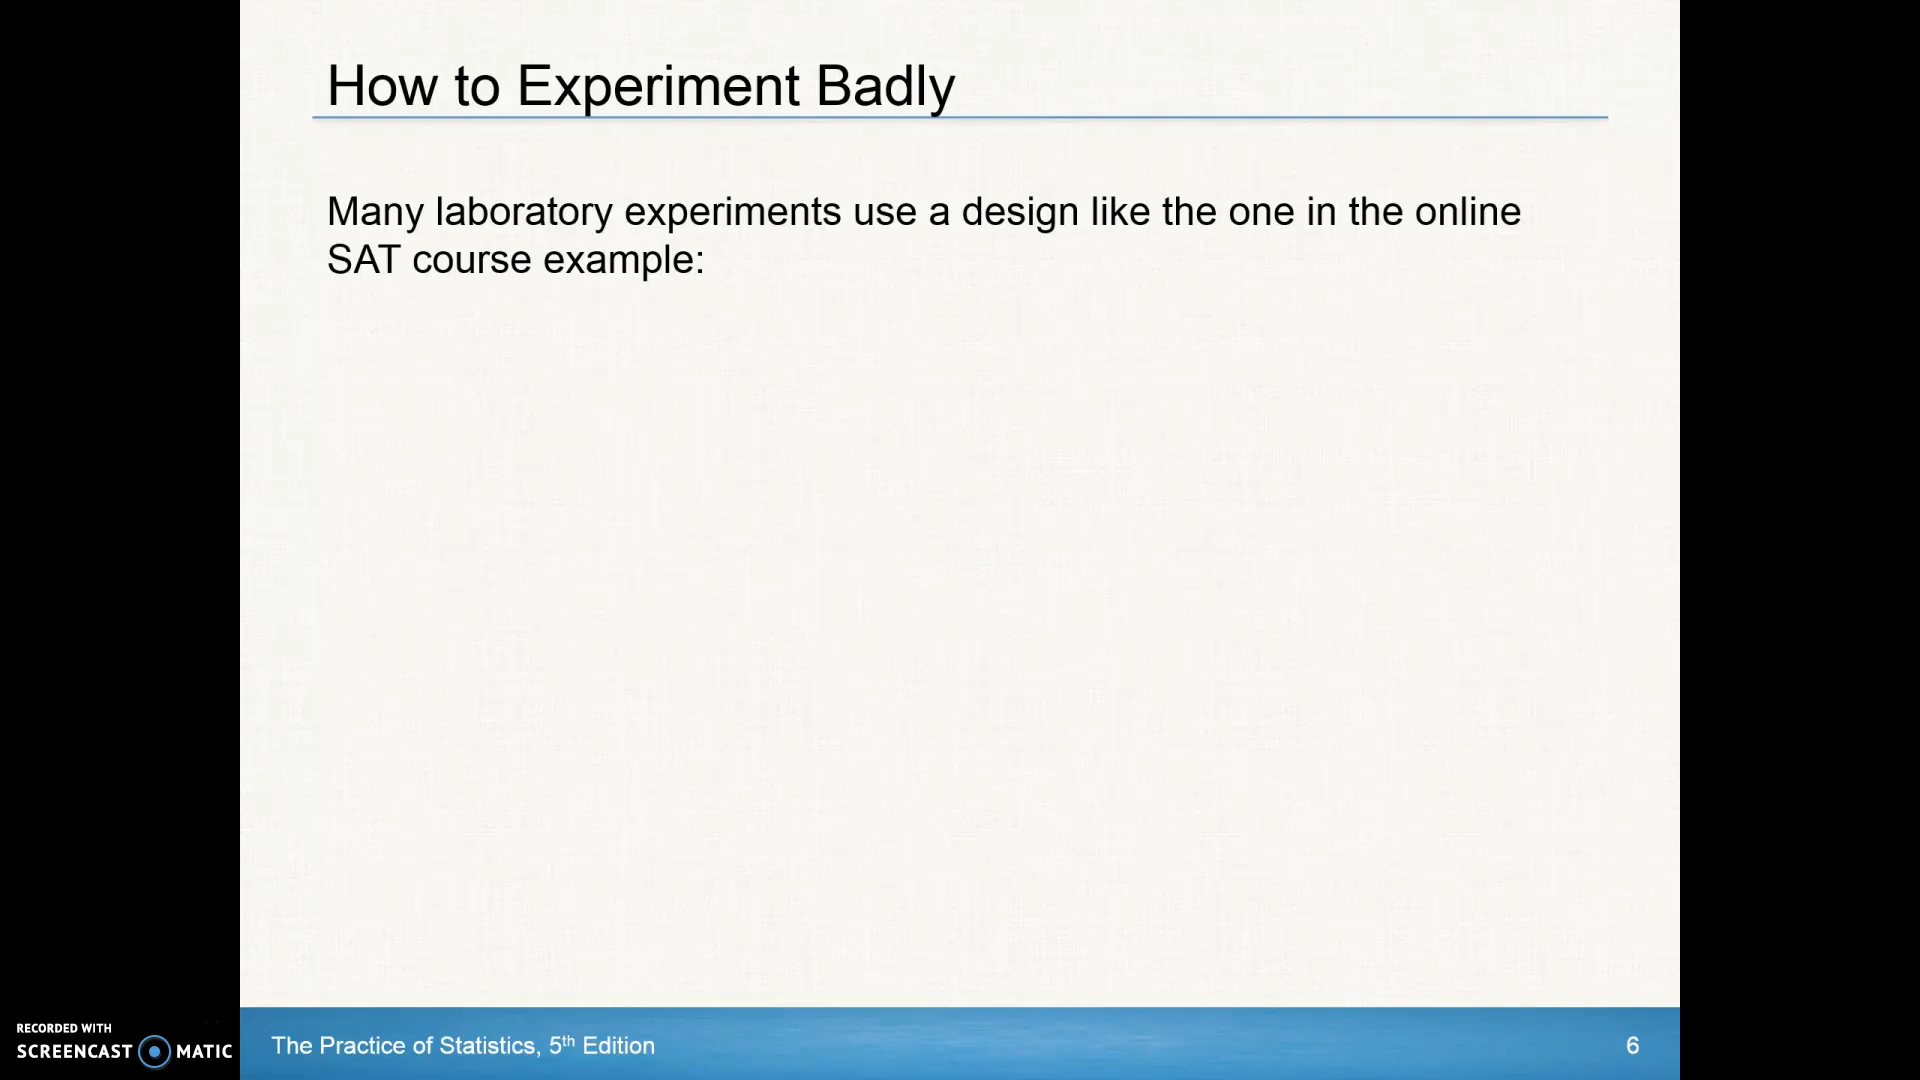 How to Experiment Badly
Many laboratory experiments use a design like the one in the online
SAT course example:
RECORDED WITH
SCREENCAST MATIC
The Practice of Statistics, 5th Edition
6